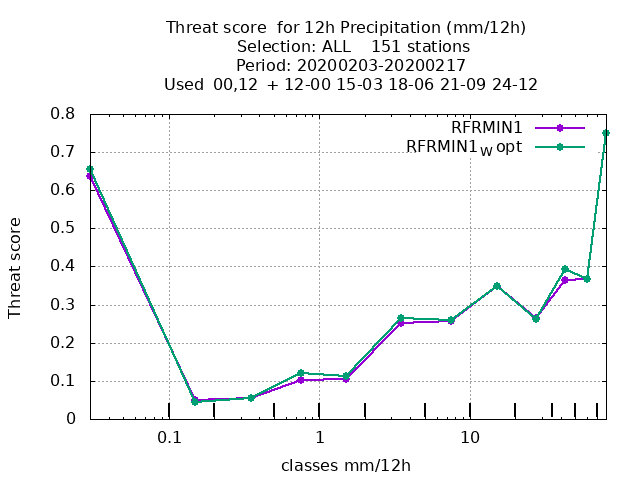 Threat score  for 12h Precipitation (mm/12h)
Selection: ALL    151 stations
Period: 20200203-20200217
Used  00,12  + 12-00 15-03 18-06 21-09 24-12
RFRMIN1
RFRMIN1W opt
0.8
0.7
0.6
0.5
0.4
0.3
0.2
0.1
0
Threat score
0.1 1 10
classes mm/12h